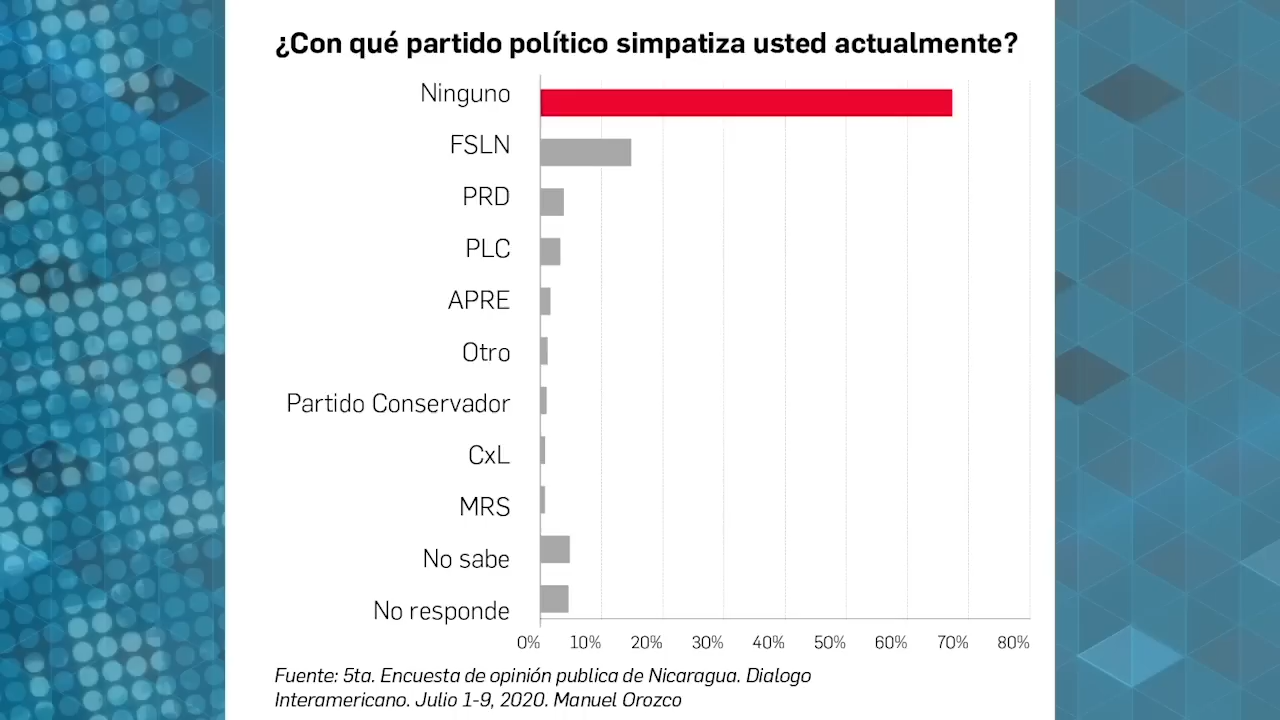 ¿Con qué partido político simpatiza usted actualmente?
Ninguno
FSLN
PRD
PLC
APRE
Otro
Partido Conservador
CxL
MRS
No sabe
No responde
0% 10% 20% 30% 40% 50% 60% 70% 80%
Fuente: 5ta. Encuesta de opinión publica de Nicaragua. Dialogo
Interamericano. Julio 1-9, 2020. Manuel Orozco